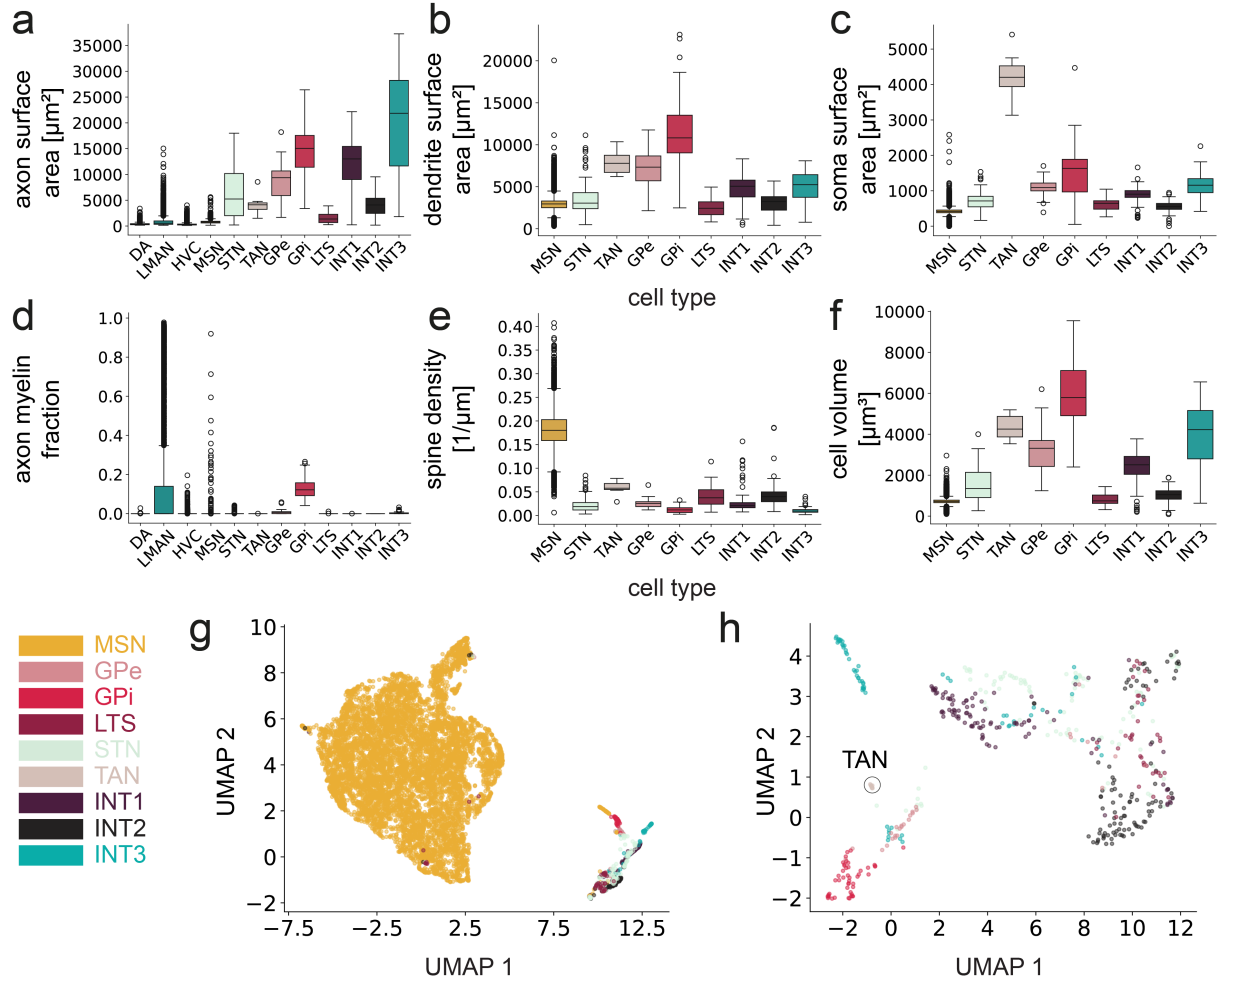 a
axon surface
area [µm²]
35000
30000
25000
20000
15000
10000
5000
0
DA
LMAN
HVC
MSN
STN
TAN
GPe
GPi
LTS
INT1
INT2
INT3
b
dendrite surface
area [µm²]
20000
15000
10000
5000
0
MSN
STN
TAN
GPe
GPi
LTS
INT1
INT2
INT3
cell type
c
soma surface
area [µm²]
5000
4000
3000
2000
1000
0
MSN
STN
TAN
GPe
GPi
LTS
INT1
INT2
INT3
d
axon myelin
fraction
1.0
0.8
0.6
0.4
0.2
0.0
DA
LMAN
HVC
MSN
STN
TAN
GPe
GPi
LTS
INT1
INT2
INT3
e
spine density
[1/µm]
0.40
0.35
0.30
0.25
0.20
0.15
0.10
0.05
0.00
MSN
STN
TAN
GPe
GPi
LTS
INT1
INT2
INT3
cell type
f
cell volume
[µm³]
10000
8000
6000
4000
2000
0
MSN
STN
TAN
GPe
GPi
LTS
INT1
INT2
INT3
MSN
GPe
GPi
LTS
STN
TAN
INT1
INT2
INT3
g
UMAP 2
10
8
6
4
2
0
−2
−7.5
−2.5
2.5
7.5
12.5
UMAP 1
h
UMAP 2
4
3
2
1
0
−1
−2
TAN
−2
0
2
4
6
8
10
12
UMAP 1